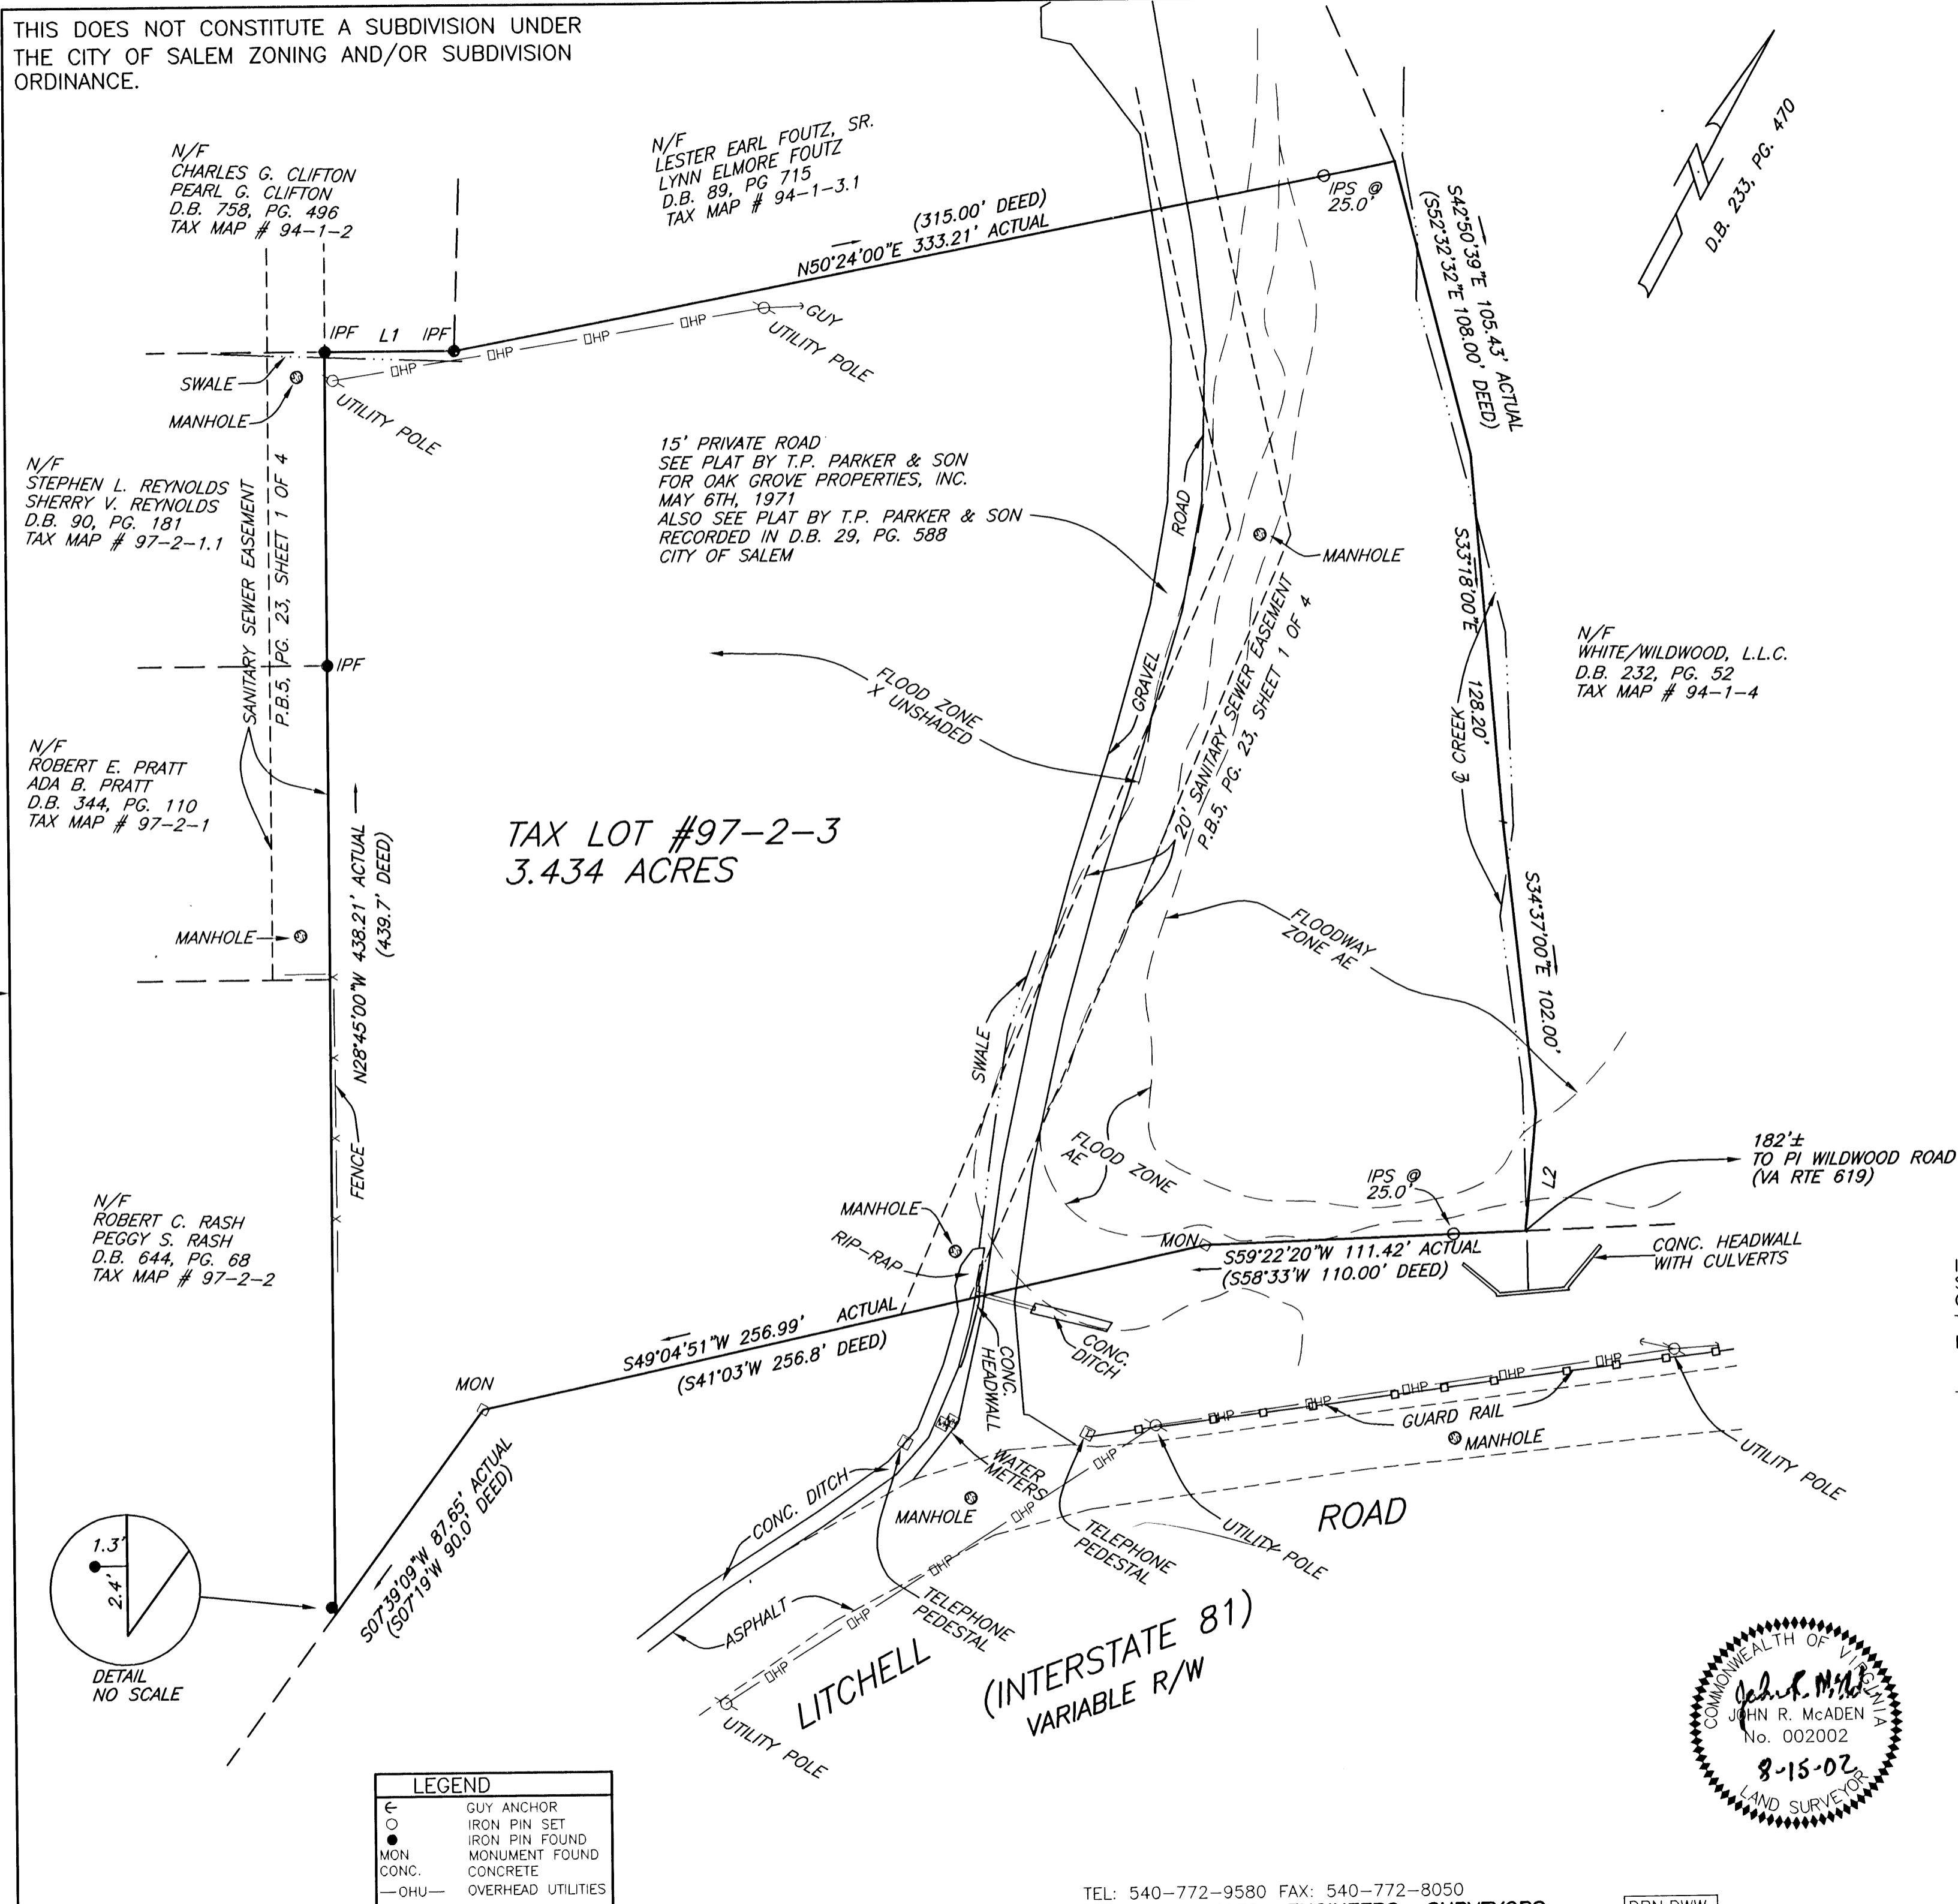 THIS DOES NOT CONSTITUTE A SUBDIVISION UNDER
THE CITY OF SALEM ZONING AND/OR SUBDIVISION
ORDINANCE.
N/F
CHARLES G. CLIFTON
PEARL G. CLIFTON
D.B. 758, PG. 496
TAX MAP # 94-1-2
N/F
LESTER EARL FOUTZ, SR.
LYNN ELMORE FOUTZ
D.B. 89, PG 715
TAX MAP # 94-1-3.1
(315.00' DEED)
N50°24'00"E 333.21' ACTUAL
IPS @
25.0'
S42°50'39"E 105.43' ACTUAL
(S52°32'32"E 108.00' DEED)
D.B. 233, PG. 470
IPF L1 IPF
OHP
OHP
OHP
OHP
GUY
UTILITY POLE
SWALE
MANHOLE
UTILITY POLE
N/F
STEPHEN L. REYNOLDS
SHERRY V. REYNOLDS
D.B. 90, PG. 181
TAX MAP # 97-2-1.1
SANITARY SEWER EASEMENT
P.B.5, PG. 23, SHEET 1 OF 4
15' PRIVATE ROAD
SEE PLAT BY T.P. PARKER & SON
FOR OAK GROVE PROPERTIES, INC.
MAY 6TH, 1971
ALSO SEE PLAT BY T.P. PARKER & SON
RECORDED IN D.B. 29, PG. 588
CITY OF SALEM
GRAVEL ROAD
MANHOLE
20' SANITARY SEWER EASEMENT
P.B.5, PG. 23, SHEET 1 OF 4
S33°18'00"E 128.20'
℄ CREEK
N/F
WHITE/WILDWOOD, L.L.C.
D.B. 232, PG. 52
TAX MAP # 94-1-4
IPF
FLOOD ZONE
X UNSHADED
N/F
ROBERT E. PRATT
ADA B. PRATT
D.B. 344, PG. 110
TAX MAP # 97-2-1
TAX LOT #97-2-3
3.434 ACRES
N28°45'00"W 438.21' ACTUAL
(439.7' DEED)
MANHOLE
FLOODWAY
ZONE AE
S34°37'00"E 102.00'
SWALE
FENCE
FLOOD ZONE
AE
L2
182'±
TO PI WILDWOOD ROAD
(VA RTE 619)
IPS @
25.0'
N/F
ROBERT C. RASH
PEGGY S. RASH
D.B. 644, PG. 68
TAX MAP # 97-2-2
MANHOLE
RIP-RAP
MON
S59°22'20"W 111.42' ACTUAL
(S58°33'W 110.00' DEED)
CONC. HEADWALL
WITH CULVERTS
S49°04'51"W 256.99' ACTUAL
(S41°03'W 256.8' DEED)
CONC.
HEADWALL
CONC.
DITCH
MON
OHP
OHP
OHP
OHP
OHP
GUARD RAIL
MANHOLE
UTILITY POLE
S07°39'09"W 87.65' ACTUAL
(S07°19'W 90.0' DEED)
CONC. DITCH
WATER
METERS
OHP
MANHOLE
OHP
TELEPHONE
PEDESTAL
UTILITY POLE
ROAD
1.3'
2.4'
DETAIL
NO SCALE
OHP
TELEPHONE
PEDESTAL
ASPHALT
OHP
OHP
UTILITY POLE
LITCHELL
(INTERSTATE 81)
VARIABLE R/W
COMMONWEALTH OF VIRGINIA
John R. McAden
JOHN R. McADEN
No. 002002
8-15-02
LAND SURVEYOR
LEGEND
GUY ANCHOR
IRON PIN SET
IRON PIN FOUND
MON MONUMENT FOUND
CONC. CONCRETE
—OHU— OVERHEAD UTILITIES
TEL: 540-772-9580 FAX: 540-772-8050